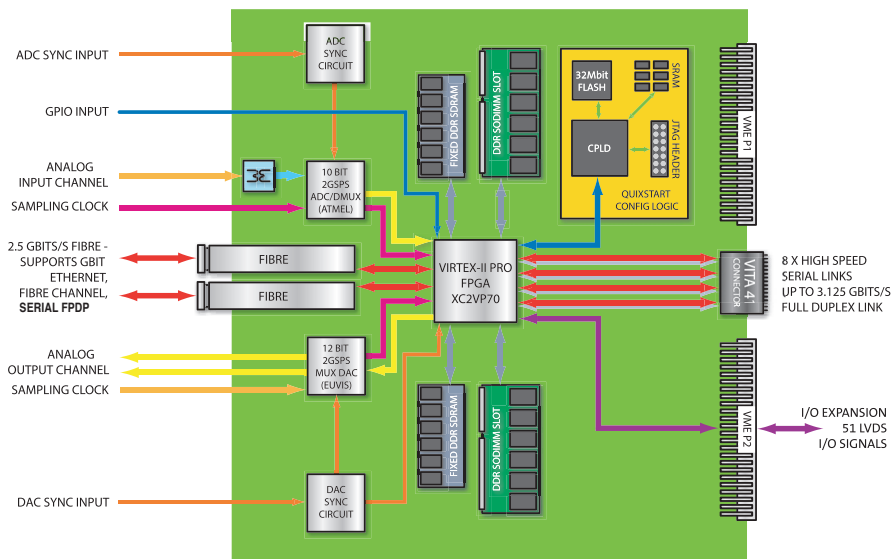 ADC SYNC INPUT
GPIO INPUT
ANALOG
INPUT CHANNEL
SAMPLING CLOCK
2.5 GBITS/S FIBRE -
SUPPORTS GBIT
ETHERNET,
FIBRE CHANNEL,
SERIAL FPDP
ANALOG
OUTPUT CHANNEL
SAMPLING CLOCK
DAC SYNC INPUT
ADC
SYNC
CIRCUIT
10 BIT
2GSPS
ADC/DMUX
(ATMEL)
FIBRE
FIBRE
12 BIT
2GSPS
MUX DAC
(EUVIS)
DAC
SYNC
CIRCUIT
FIXED DDR SDRAM
DDR SODIMM SLOT
VIRTEX-II PRO
FPGA
XC2VP70
FIXED DDR SDRAM
DDR SODIMM SLOT
32Mbit
FLASH
SRAM
CPLD
JTAG HEADER
QUIXSTART
CONFIG LOGIC
VME P1
VITA 41
CONNECTOR
VME P2
8 X HIGH SPEED
SERIAL LINKS
UP TO 3.125 GBITS/S
FULL DUPLEX LINK
I/O EXPANSION
51 LVDS
I/O SIGNALS